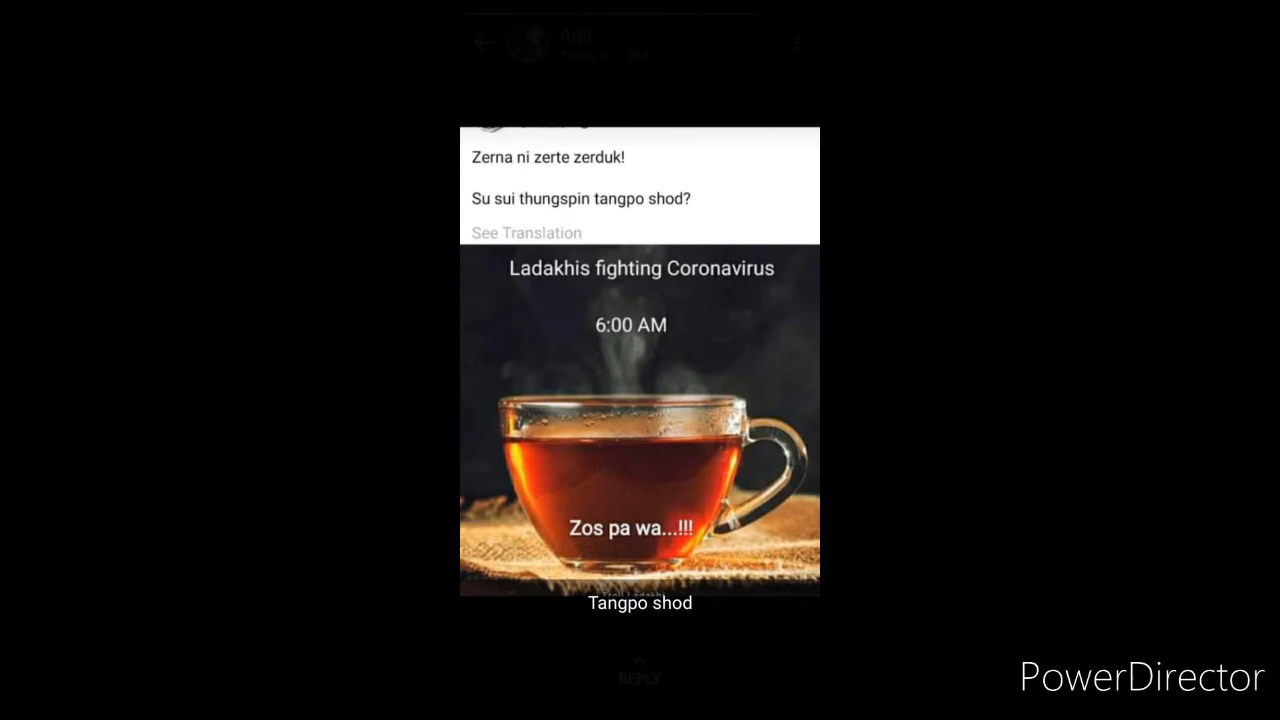 Zerna ni zerte zerduk!
Su sui thungspin tangpo shod?
See Translation
Ladakhis fighting Coronavirus
6:00 AM
Zos pa wa...!!!
Tangpo shod
REPLY
PowerDirector